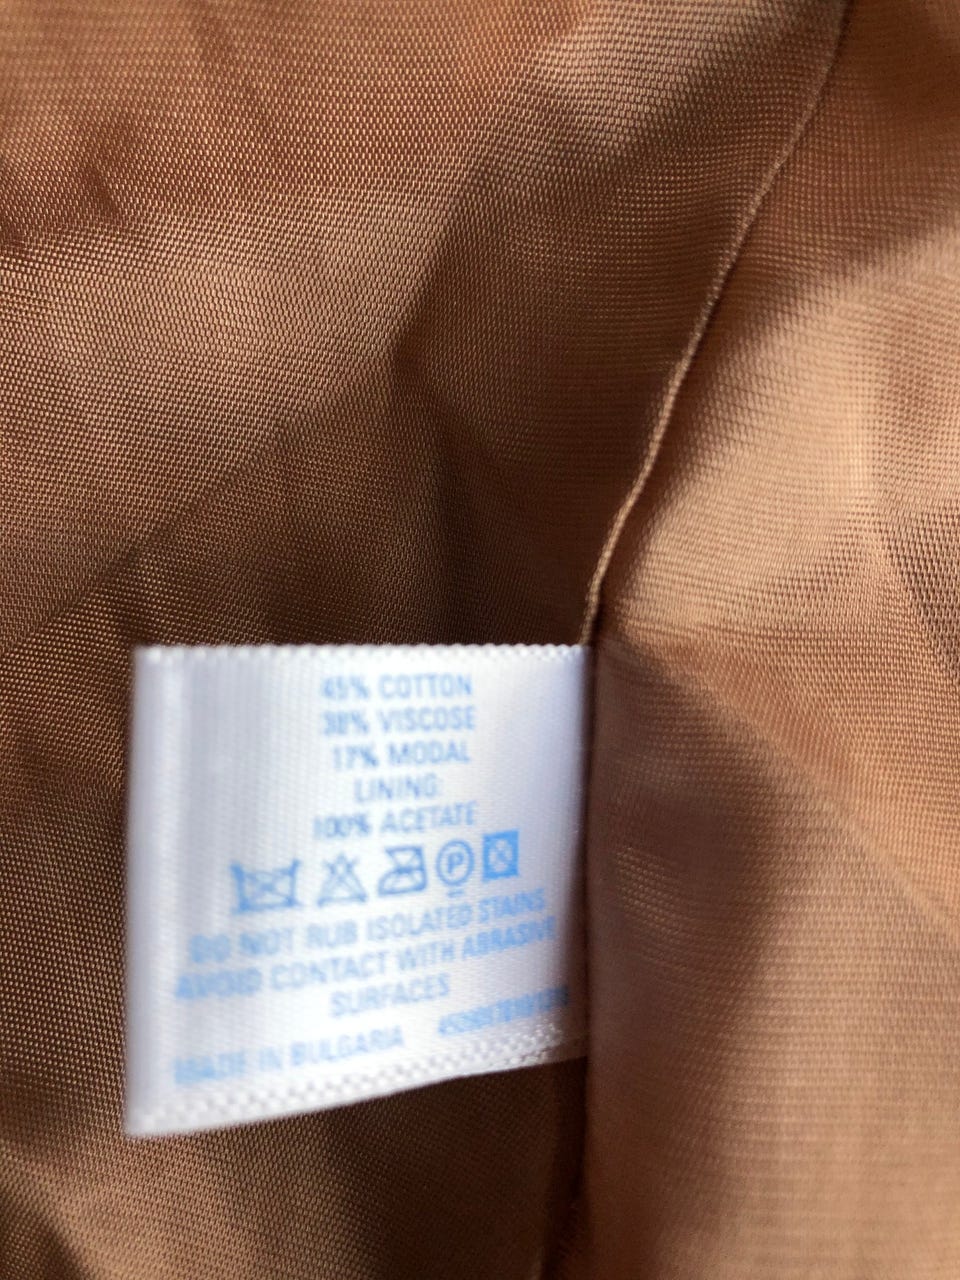 45% COTTON
38% VISCOSE
17% MODAL
LINING:
100% ACETATE
P
DO NOT RUB ISOLATED STAINS
AVOID CONTACT WITH ABRASIVE
SURFACES
MADE IN BULGARIA